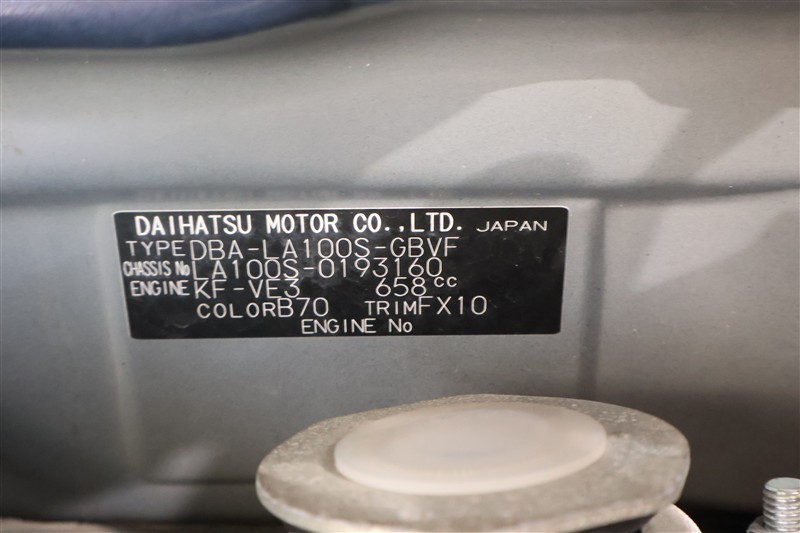 DAIHATSU MOTOR CO.,LTD. JAPAN
TYPE DBA-LA100S-GBVF
CHASSIS No LA100S-0193160
ENGINE KF-VE3 658cc
COLOR B70 TRIM FX10
ENGINE No